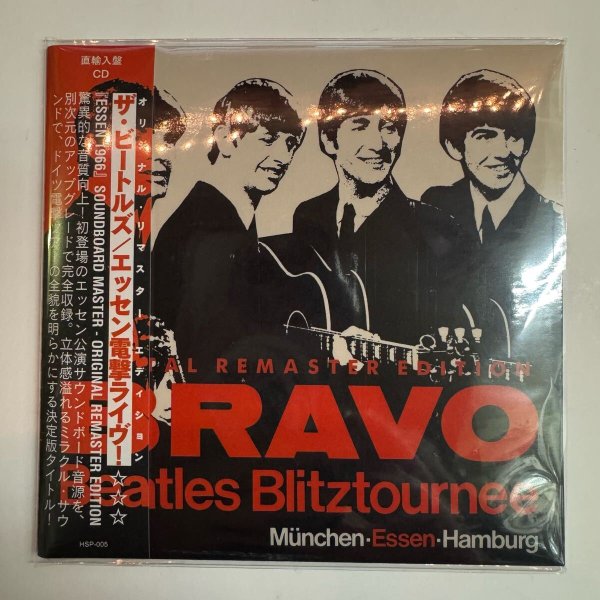 直輸入盤
CD
オリジナル・リマスター・エディション
ザ・ビートルズ/エッセン電撃ライヴ!☆☆☆
『ESSEN 1966』 SOUNDBOARD MASTER - ORIGINAL REMASTER EDITION
驚異的な音質向上!初登場のエッセン公演サウンドボード音源を、
別次元のアップグレードで完全収録。立体感溢れるミラクル・サウ
ンドで、ドイツ電撃ツアーの全貌を明らかにする決定版タイトル!
HSP-005
AL REMASTER EDITION
BRAVO
Beatles Blitztournee
München·Essen·Hamburg